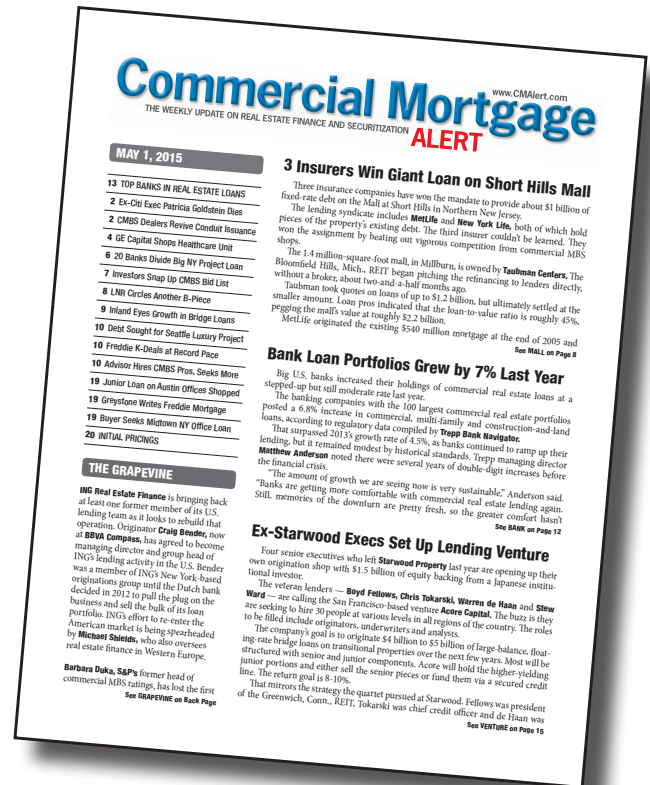 www.CMAlert.com
Commercial Mortgage
THE WEEKLY UPDATE ON REAL ESTATE FINANCE AND SECURITIZATION
ALERT
MAY 1, 2015
13 TOP BANKS IN REAL ESTATE LOANS
2 Ex-Citi Exec Patricia Goldstein Dies
2 CMBS Dealers Revive Conduit Issuance
4 GE Capital Shops Healthcare Unit
6 20 Banks Divide Big NY Project Loan
7 Investors Snap Up CMBS Bid List
8 LNR Circles Another B-Piece
9 Inland Eyes Growth in Bridge Loans
10 Debt Sought for Seattle Luxury Project
10 Freddie K-Deals at Record Pace
10 Advisor Hires CMBS Pros, Seeks More
19 Junior Loan on Austin Offices Shopped
19 Greystone Writes Freddie Mortgage
19 Buyer Seeks Midtown NY Office Loan
20 INITIAL PRICINGS
THE GRAPEVINE
ING Real Estate Finance is bringing back
at least one former member of its U.S.
lending team as it looks to rebuild that
operation. Originator Craig Bender, now
at BBVA Compass, has agreed to become
managing director and group head of
ING's lending activity in the U.S. Bender
was a member of ING's New York-based
originations group until the Dutch bank
decided in 2012 to pull the plug on the
business and sell the bulk of its loan
portfolio. ING's effort to re-enter the
American market is being spearheaded
by Michael Shields, who also oversees
real estate finance in Western Europe.
Barbara Duka, S&P's former head of
commercial MBS ratings, has lost the first
See GRAPEVINE on Back Page
3 Insurers Win Giant Loan on Short Hills Mall
Three insurance companies have won the mandate to provide about $1 billion of
fixed-rate debt on the Mall at Short Hills in Northern New Jersey.
The lending syndicate includes MetLife and New York Life, both of which hold
pieces of the property's existing debt. The third insurer couldn't be learned. They
won the assignment by beating out vigorous competition from commercial MBS
shops.
The 1.4 million-square-foot mall, in Millburn, is owned by Taubman Centers. The
Bloomfield Hills, Mich., REIT began pitching the refinancing to lenders directly,
without a broker, about two-and-a-half months ago.
Taubman took quotes on loans of up to $1.2 billion, but ultimately settled at the
smaller amount. Loan pros indicated that the loan-to-value ratio is roughly 45%,
pegging the mall's value at roughly $2.2 billion.
MetLife originated the existing $540 million mortgage at the end of 2005 and
See MALL on Page 8
Bank Loan Portfolios Grew by 7% Last Year
Big U.S. banks increased their holdings of commercial real estate loans at a
stepped-up but still moderate rate last year.
The banking companies with the 100 largest commercial real estate portfolios
posted a 6.8% increase in commercial, multi-family and construction-and-land
loans, according to regulatory data compiled by Trepp Bank Navigator.
That surpassed 2013's growth rate of 4.5%, as banks continued to ramp up their
lending, but it remained modest by historical standards. Trepp managing director
Matthew Anderson noted there were several years of double-digit increases before
the financial crisis.
"The amount of growth we are seeing now is very sustainable," Anderson said.
"Banks are getting more comfortable with commercial real estate lending again.
Still, memories of the downturn are pretty fresh, so the greater comfort hasn't
See BANK on Page 12
Ex-Starwood Execs Set Up Lending Venture
Four senior executives who left Starwood Property last year are opening up their
own origination shop with $1.5 billion of equity backing from a Japanese institu-
tional investor.
The veteran lenders — Boyd Fellows, Chris Tokarski, Warren de Haan and Stew
Ward — are calling the San Francisco-based venture Acore Capital. The buzz is they
are seeking to hire 30 people at various levels in all regions of the country. The roles
to be filled include originators, underwriters and analysts.
The company's goal is to originate $4 billion to $5 billion of large-balance, float-
ing-rate bridge loans on transitional properties over the next few years. Most will be
structured with senior and junior components. Acore will hold the higher-yielding
junior portions and either sell the senior pieces or fund them via a secured credit
line. The return goal is 8-10%.
That mirrors the strategy the quartet pursued at Starwood. Fellows was president
of the Greenwich, Conn., REIT, Tokarski was chief credit officer and de Haan was
See VENTURE on Page 15